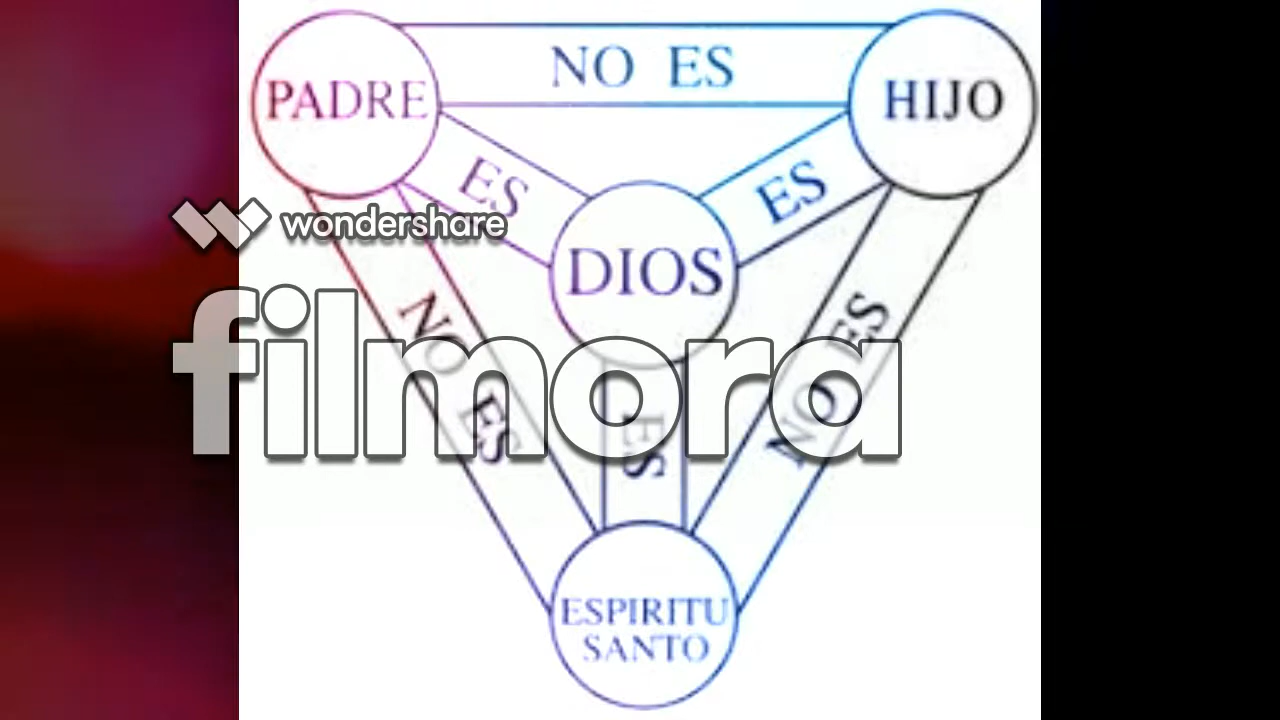 PADRE
NO ES
HIJO
ES
ES
DIOS
wondershare
filmora
NO ES
ES
NO ES
ESPIRITU
SANTO